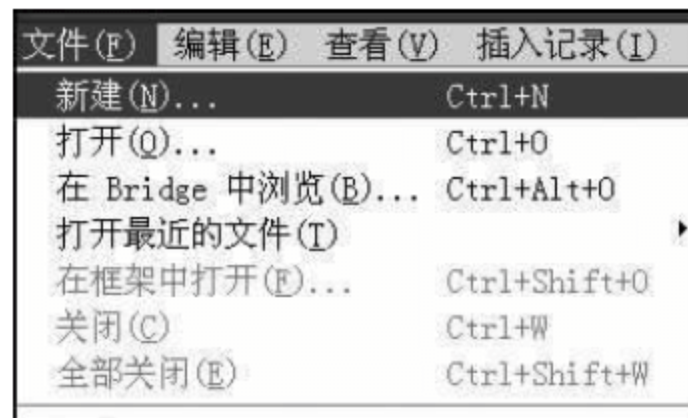 文件(F) 编辑(E) 查看(V) 插入记录(I)
新建(N)... Ctrl+N
打开(O)... Ctrl+O
在 Bridge 中浏览(B)... Ctrl+Alt+O
打开最近的文件(T)
在框架中打开(F)... Ctrl+Shift+O
关闭(C) Ctrl+W
全部关闭(E) Ctrl+Shift+W